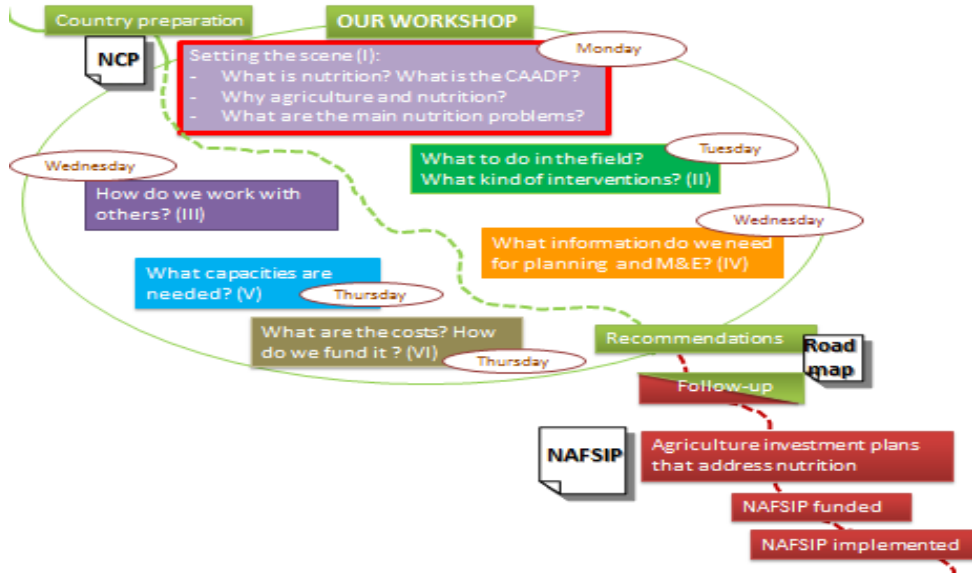 Country preparation
OUR WORKSHOP
NCP
Monday
Setting the scene (I):
- What is nutrition? What is the CAADP?
- Why agriculture and nutrition?
- What are the main nutrition problems?
Tuesday
What to do in the field?
What kind of interventions? (II)
Wednesday
How do we work with
others? (III)
Wednesday
What information do we need
for planning and M&E? (IV)
What capacities are
needed? (V)
Thursday
What are the costs? How
do we fund it ? (VI)
Thursday
Recommendations
Road
map
Follow-up
NAFSIP
Agriculture investment plans
that address nutrition
NAFSIP funded
NAFSIP implemented